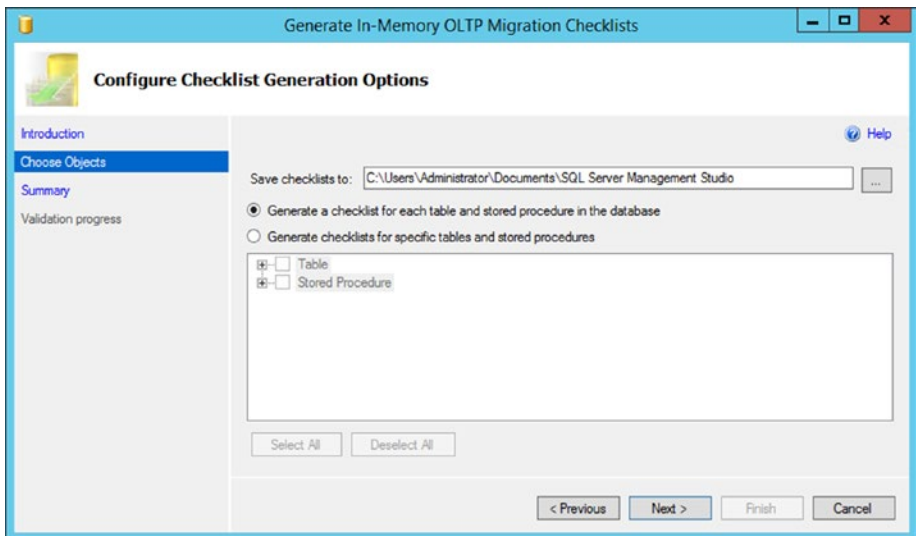 Generate In-Memory OLTP Migration Checklists
Configure Checklist Generation Options
Introduction
Help
Choose Objects
Summary
Validation progress
Save checklists to: C:\Users\Administrator\Documents\SQL Server Management Studio ...
Generate a checklist for each table and stored procedure in the database
Generate checklists for specific tables and stored procedures
Table
Stored Procedure
Select All Deselect All
< Previous Next > Finish Cancel